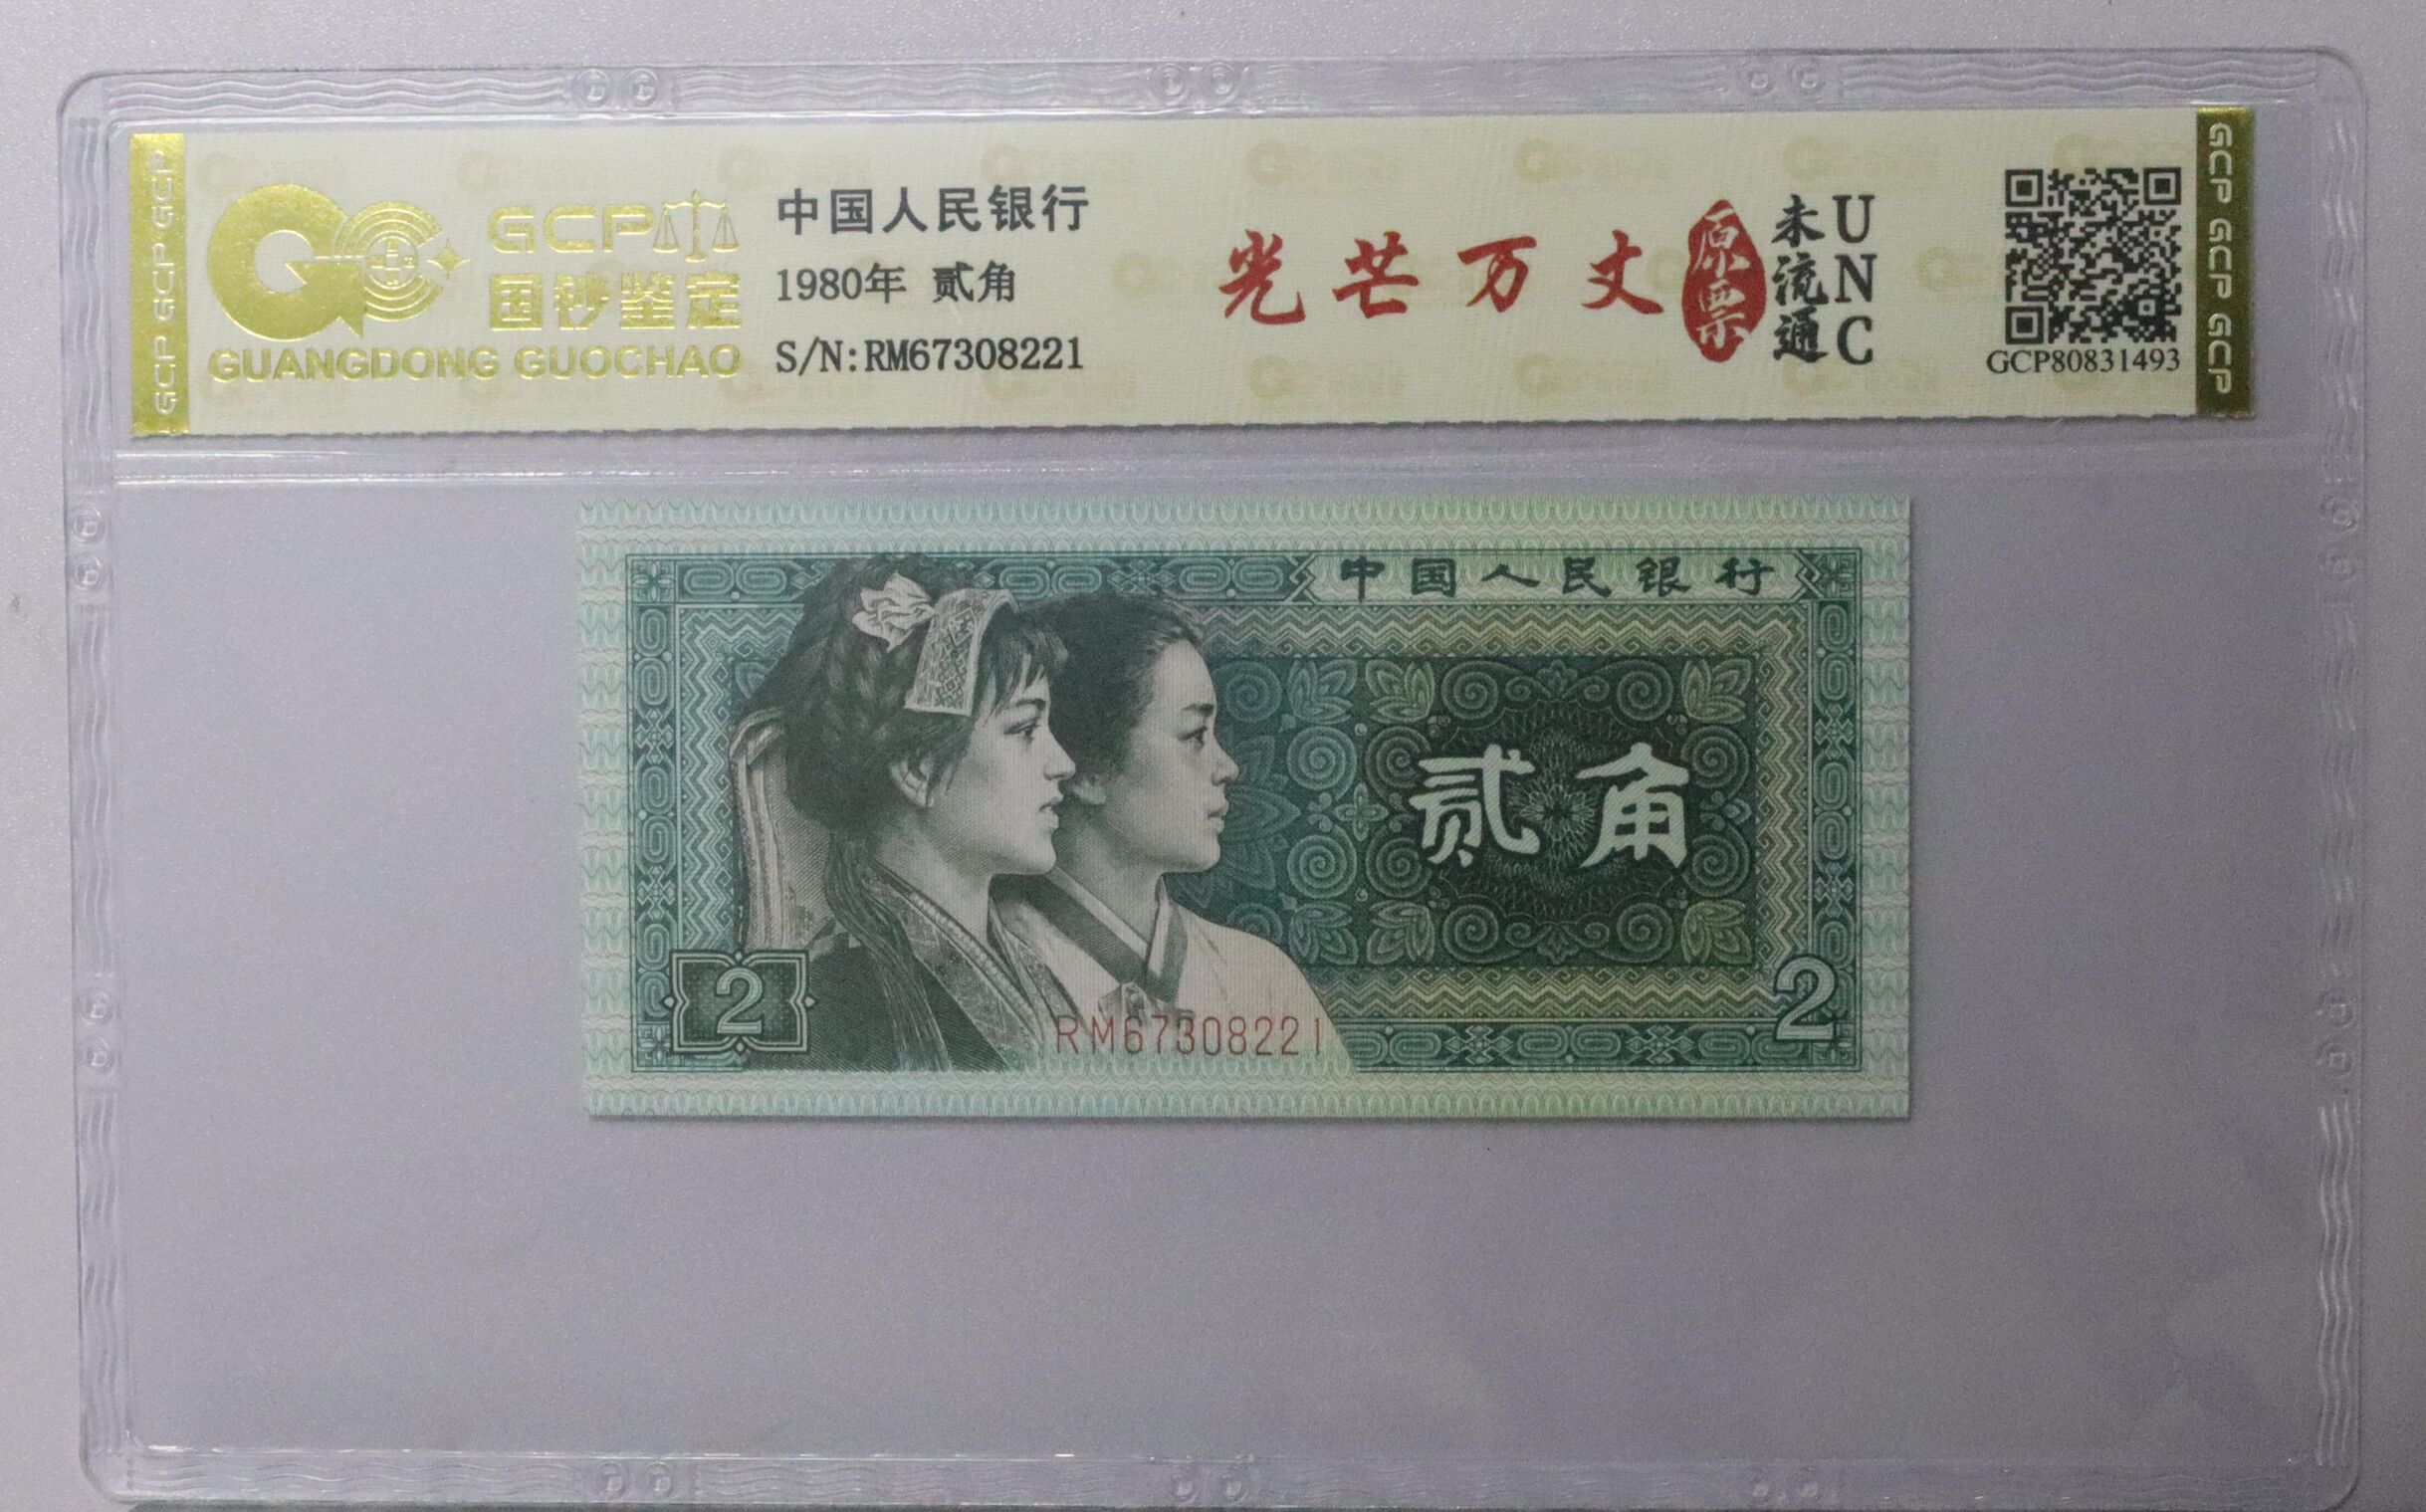 GCP GCP GCP
GCP
国钞鉴定
GUANGDONG GUOCHAO
中国人民银行
1980年 贰角
S/N:RM67308221
光芒万丈
原票
未流通
UNC
GCP80831493
GCP GCP GCP GCP
中国人民银行
贰角
2
2
RM67308221